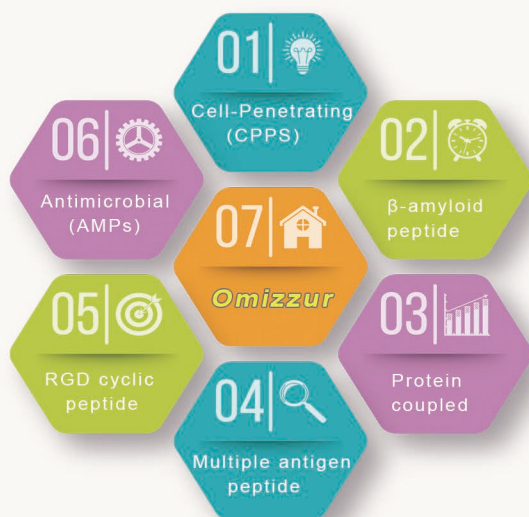 01
Cell-Penetrating
(CPPS)
02
β-amyloid
peptide
03
Protein
coupled
04
Multiple antigen
peptide
05
RGD cyclic
peptide
06
Antimicrobial
(AMPs)
07
Omizzur